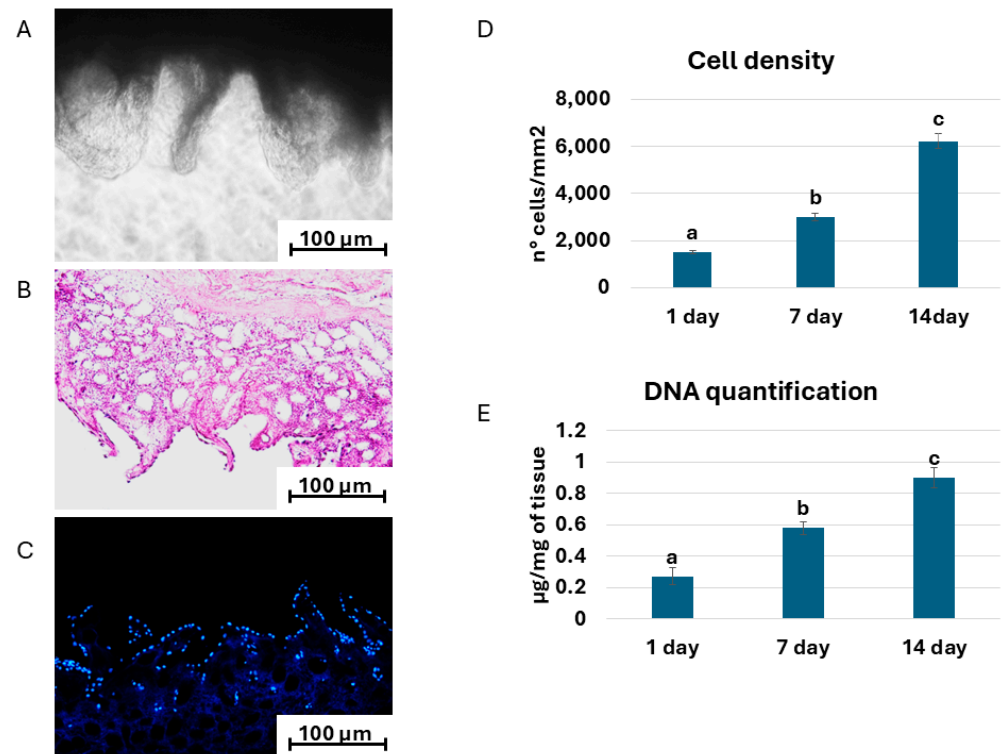 A
100 µm
B
100 µm
C
100 µm
D
Cell density
n° cells/mm2
8,000
6,000
4,000
2,000
0
a
b
c
1 day
7 day
14day
E
DNA quantification
µg/mg of tissue
1.2
1
0.8
0.6
0.4
0.2
0
a
b
c
1 day
7 day
14 day